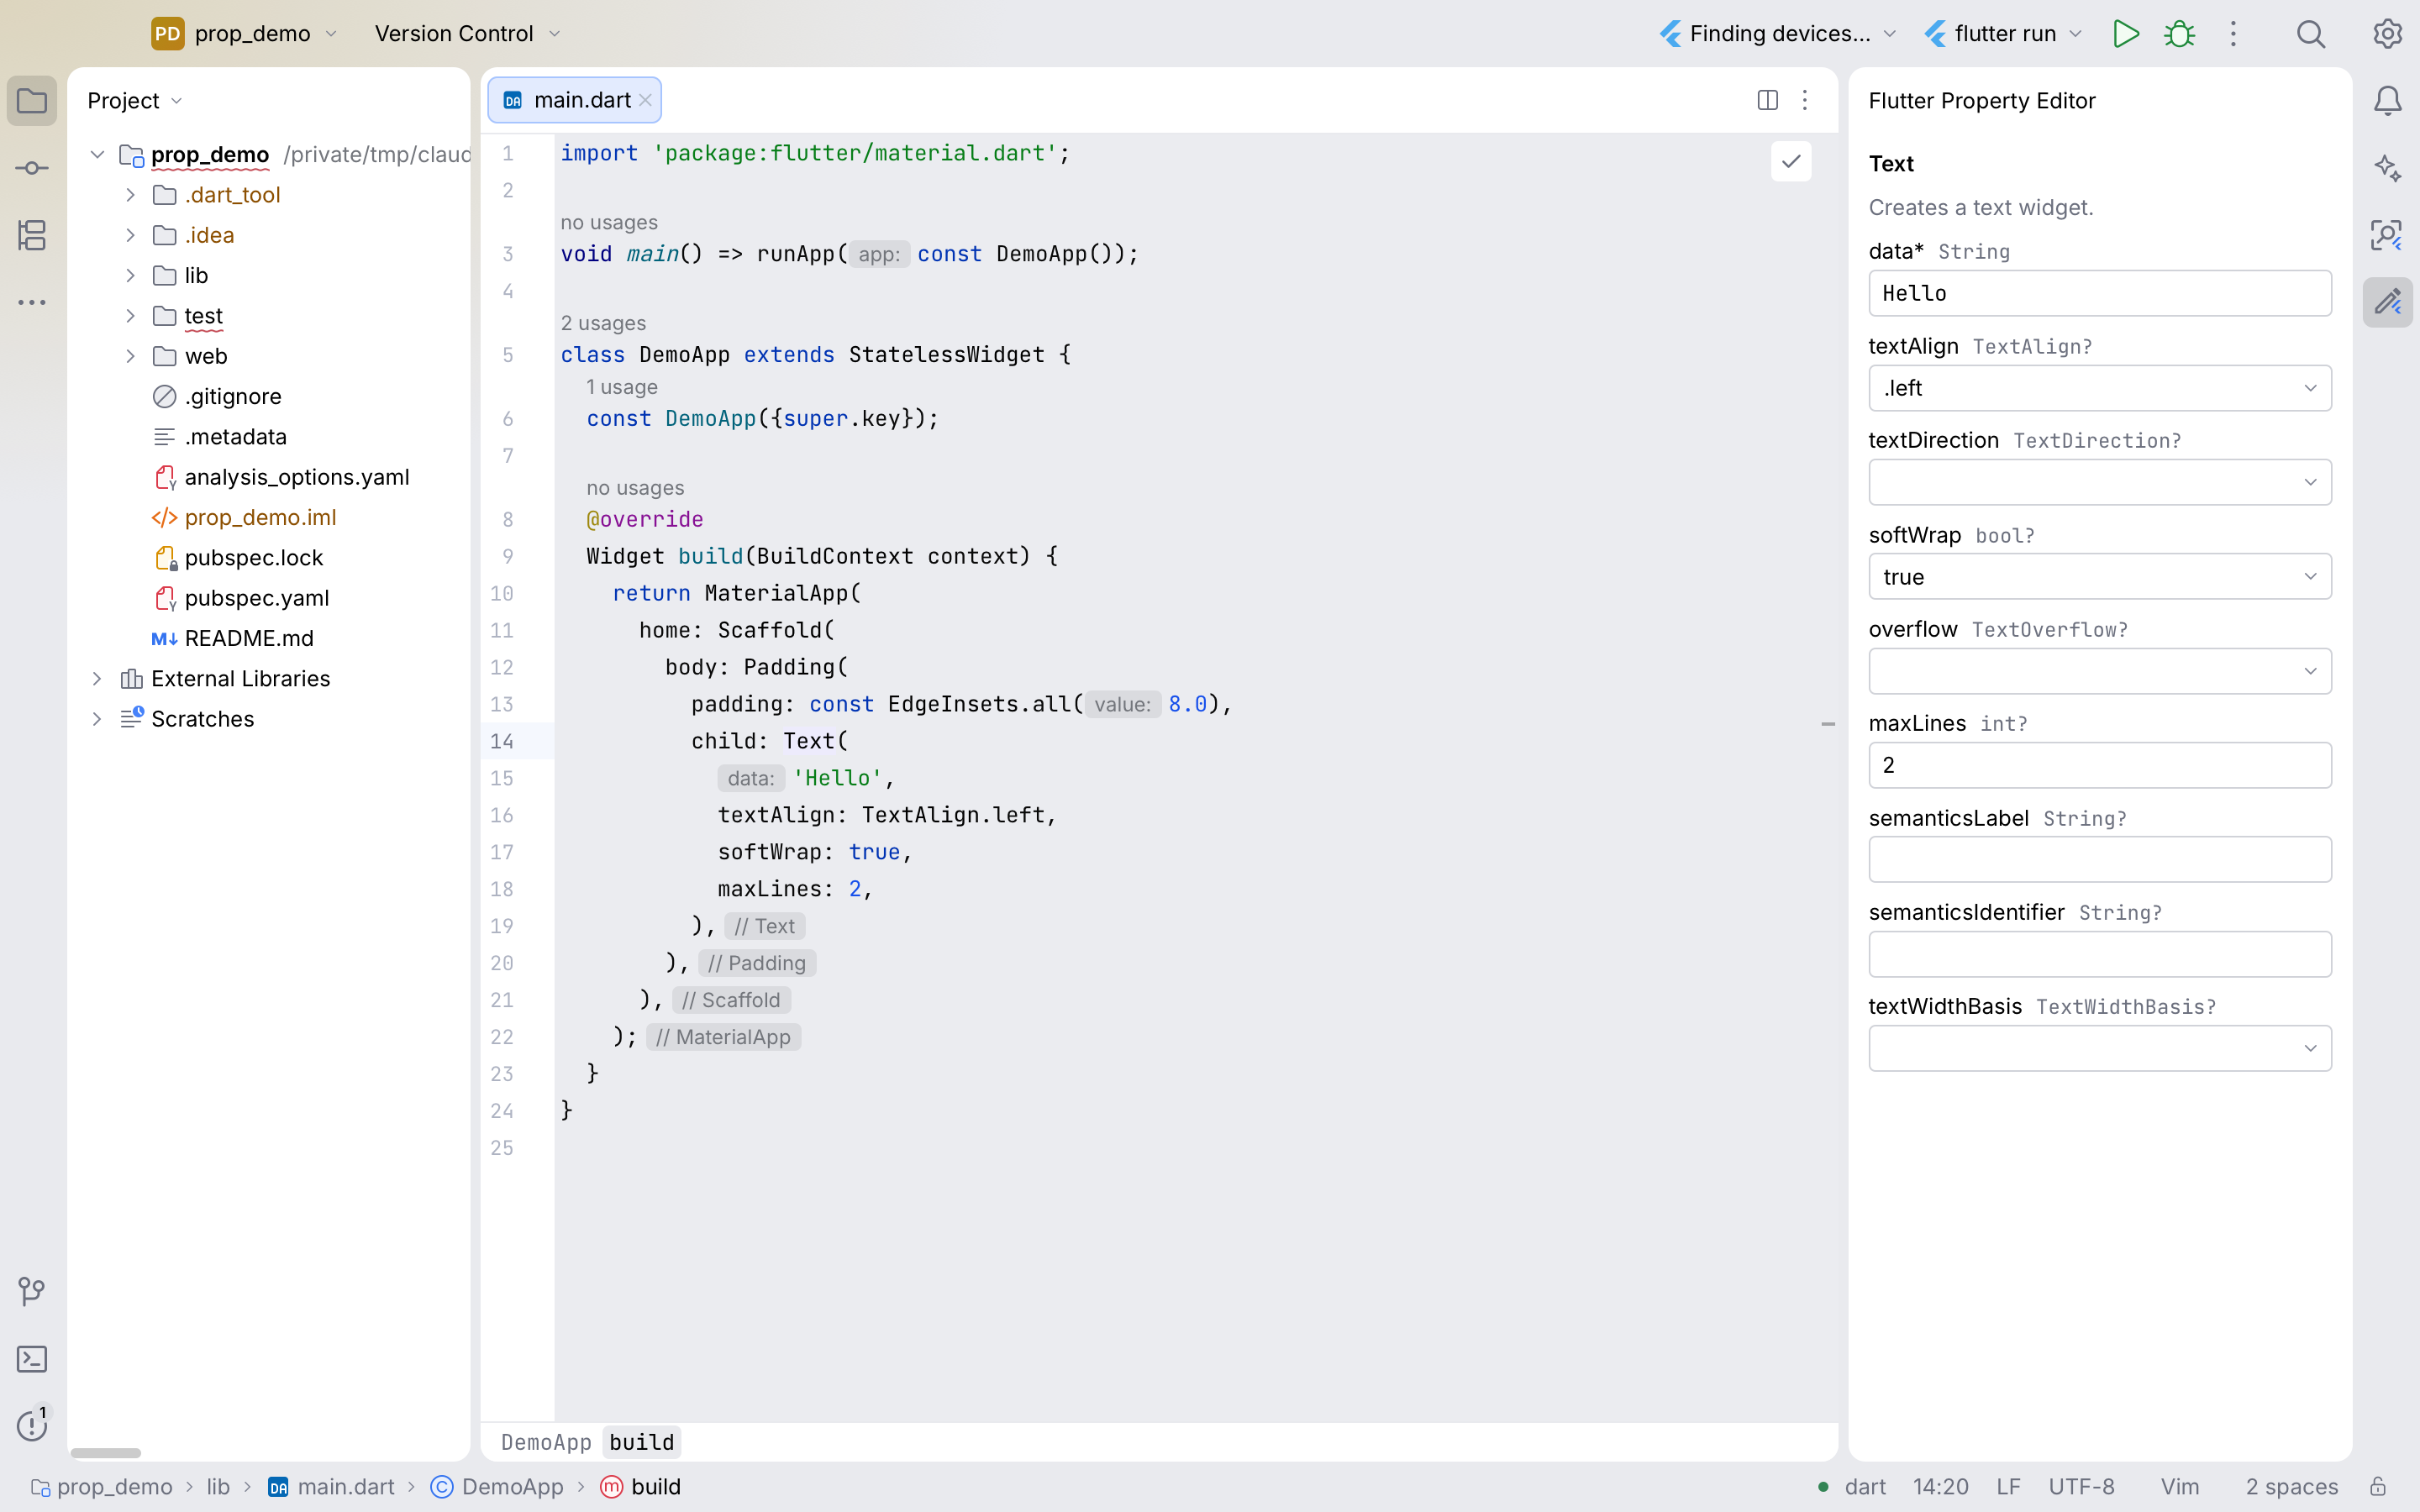 PD prop_demo Version Control Finding devices... flutter run
Project
prop_demo /private/tmp/claud
.dart_tool
.idea
lib
test
web
.gitignore
.metadata
analysis_options.yaml
prop_demo.iml
pubspec.lock
pubspec.yaml
README.md
External Libraries
Scratches
1
main.dart
1 import 'package:flutter/material.dart';
2
no usages
3 void main() => runApp( app: const DemoApp());
4
2 usages
5 class DemoApp extends StatelessWidget {
1 usage
6 const DemoApp({super.key});
7
no usages
8 @override
9 Widget build(BuildContext context) {
10 return MaterialApp(
11 home: Scaffold(
12 body: Padding(
13 padding: const EdgeInsets.all( value: 8.0),
14 child: Text(
15 data: 'Hello',
16 textAlign: TextAlign.left,
17 softWrap: true,
18 maxLines: 2,
19 ), // Text
20 ), // Padding
21 ), // Scaffold
22 ); // MaterialApp
23 }
24 }
25
DemoApp build
Flutter Property Editor
Text
Creates a text widget.
data* String
Hello
textAlign TextAlign?
.left
textDirection TextDirection?
softWrap bool?
true
overflow TextOverflow?
maxLines int?
2
semanticsLabel String?
semanticsIdentifier String?
textWidthBasis TextWidthBasis?
prop_demo > lib > main.dart > DemoApp > build
dart 14:20 LF UTF-8 Vim 2 spaces